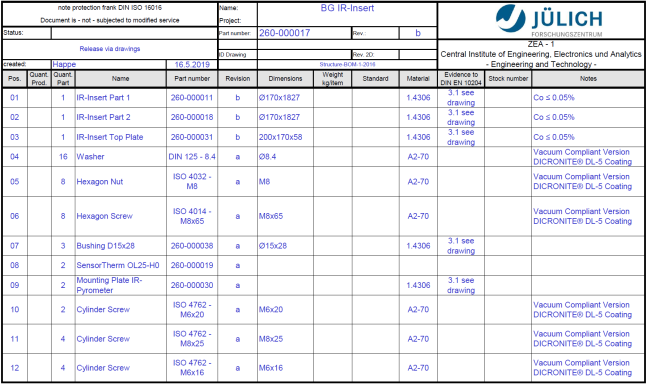 note protection frank DIN ISO 16016
Document is - not - subjected to modified service
Name: BG IR-Insert
Project:
JÜLICH
FORSCHUNGSZENTRUM
Status: Part number: 260-000017 Rev.: b
Release via drawings
ZEA - 1
ID Drawing Rev. 2D:
Central Institute of Engineering, Electronics und Analytics
- Engineering and Technology -
created: Happe 16.5.2019 Structure-BOM-1-2016
Pos. Quant. Prod. Quant. Part Name Part number Revision Dimensions Weight kg/item Standard Material Evidence to DIN EN 10204 Stock number Notes
01 1 IR-Insert Part 1 260-000011 b Ø170x1827 1.4306 3.1 see drawing Co ≤ 0.05%
02 1 IR-Insert Part 2 260-000018 b Ø170x1827 1.4306 3.1 see drawing Co ≤ 0.05%
03 1 IR-Insert Top Plate 260-000031 b 200x170x58 1.4306 3.1 see drawing Co ≤ 0.05%
04 16 Washer DIN 125 - 8.4 a Ø8.4 A2-70 Vacuum Compliant Version DICRONITE® DL-5 Coating
05 8 Hexagon Nut ISO 4032 - M8 a M8 A2-70 Vacuum Compliant Version DICRONITE® DL-5 Coating
06 8 Hexagon Screw ISO 4014 - M8x65 a M8x65 A2-70 Vacuum Compliant Version DICRONITE® DL-5 Coating
07 3 Bushing D15x28 260-000038 a Ø15x28 1.4306 3.1 see drawing
08 2 SensorTherm OL25-H0 260-000019 a
09 2 Mounting Plate IR-Pyrometer 260-000030 a 1.4306 3.1 see drawing
10 2 Cylinder Screw ISO 4762 - M6x20 a M6x20 A2-70 Vacuum Compliant Version DICRONITE® DL-5 Coating
11 4 Cylinder Screw ISO 4762 - M8x25 a M8x25 A2-70 Vacuum Compliant Version DICRONITE® DL-5 Coating
12 4 Cylinder Screw ISO 4762 - M6x16 a M6x16 A2-70 Vacuum Compliant Version DICRONITE® DL-5 Coating